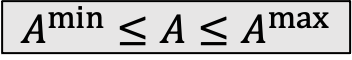 A^min ≤ A ≤ A^max